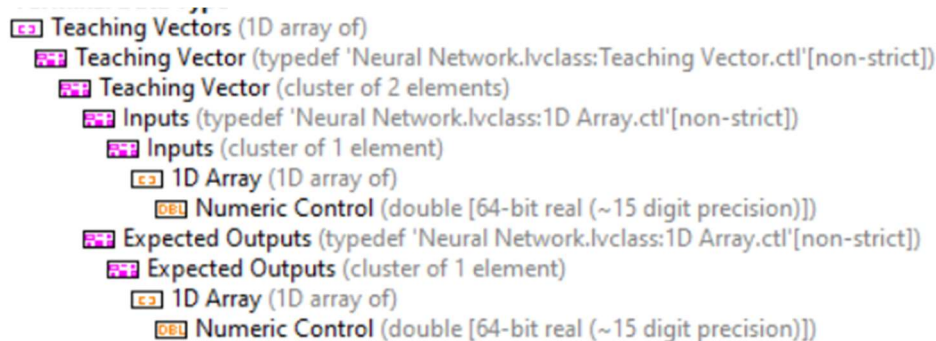 Teaching Vectors (1D array of)
Teaching Vector (typedef 'Neural Network.lvclass:Teaching Vector.ctl'[non-strict])
Teaching Vector (cluster of 2 elements)
Inputs (typedef 'Neural Network.lvclass:1D Array.ctl'[non-strict])
Inputs (cluster of 1 element)
1D Array (1D array of)
DBL Numeric Control (double [64-bit real (~15 digit precision)])
Expected Outputs (typedef 'Neural Network.lvclass:1D Array.ctl'[non-strict])
Expected Outputs (cluster of 1 element)
1D Array (1D array of)
DBL Numeric Control (double [64-bit real (~15 digit precision)])